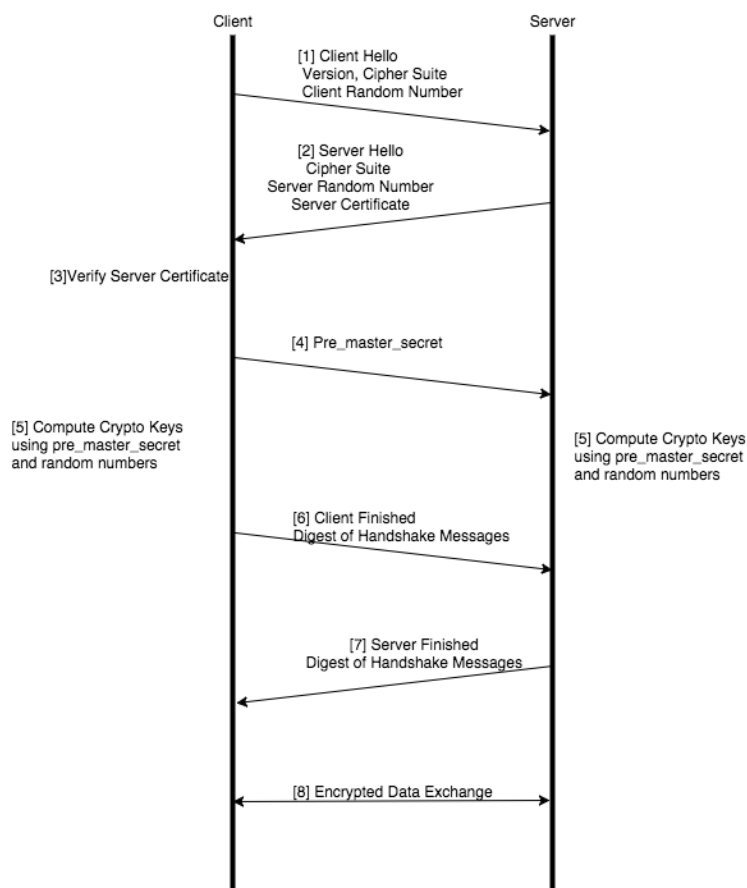 Client
Server
[1] Client Hello
Version, Cipher Suite
Client Random Number
[2] Server Hello
Cipher Suite
Server Random Number
Server Certificate
[3]Verify Server Certificate
[4] Pre_master_secret
[5] Compute Crypto Keys
using pre_master_secret
and random numbers
[5] Compute Crypto Keys
using pre_master_secret
and random numbers
[6] Client Finished
Digest of Handshake Messages
[7] Server Finished
Digest of Handshake Messages
[8] Encrypted Data Exchange